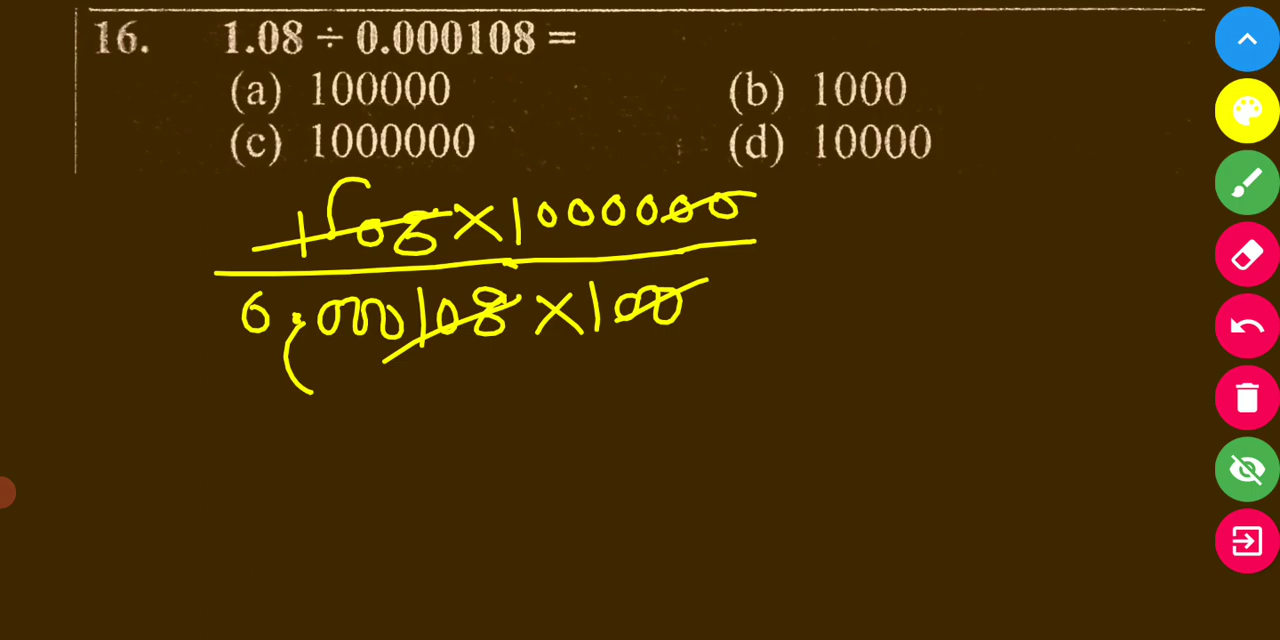 16. 1.08 ÷ 0.000108 =
(a) 100000 (b) 1000
(c) 1000000 (d) 10000
108 × 1000000
0.000108 × 100